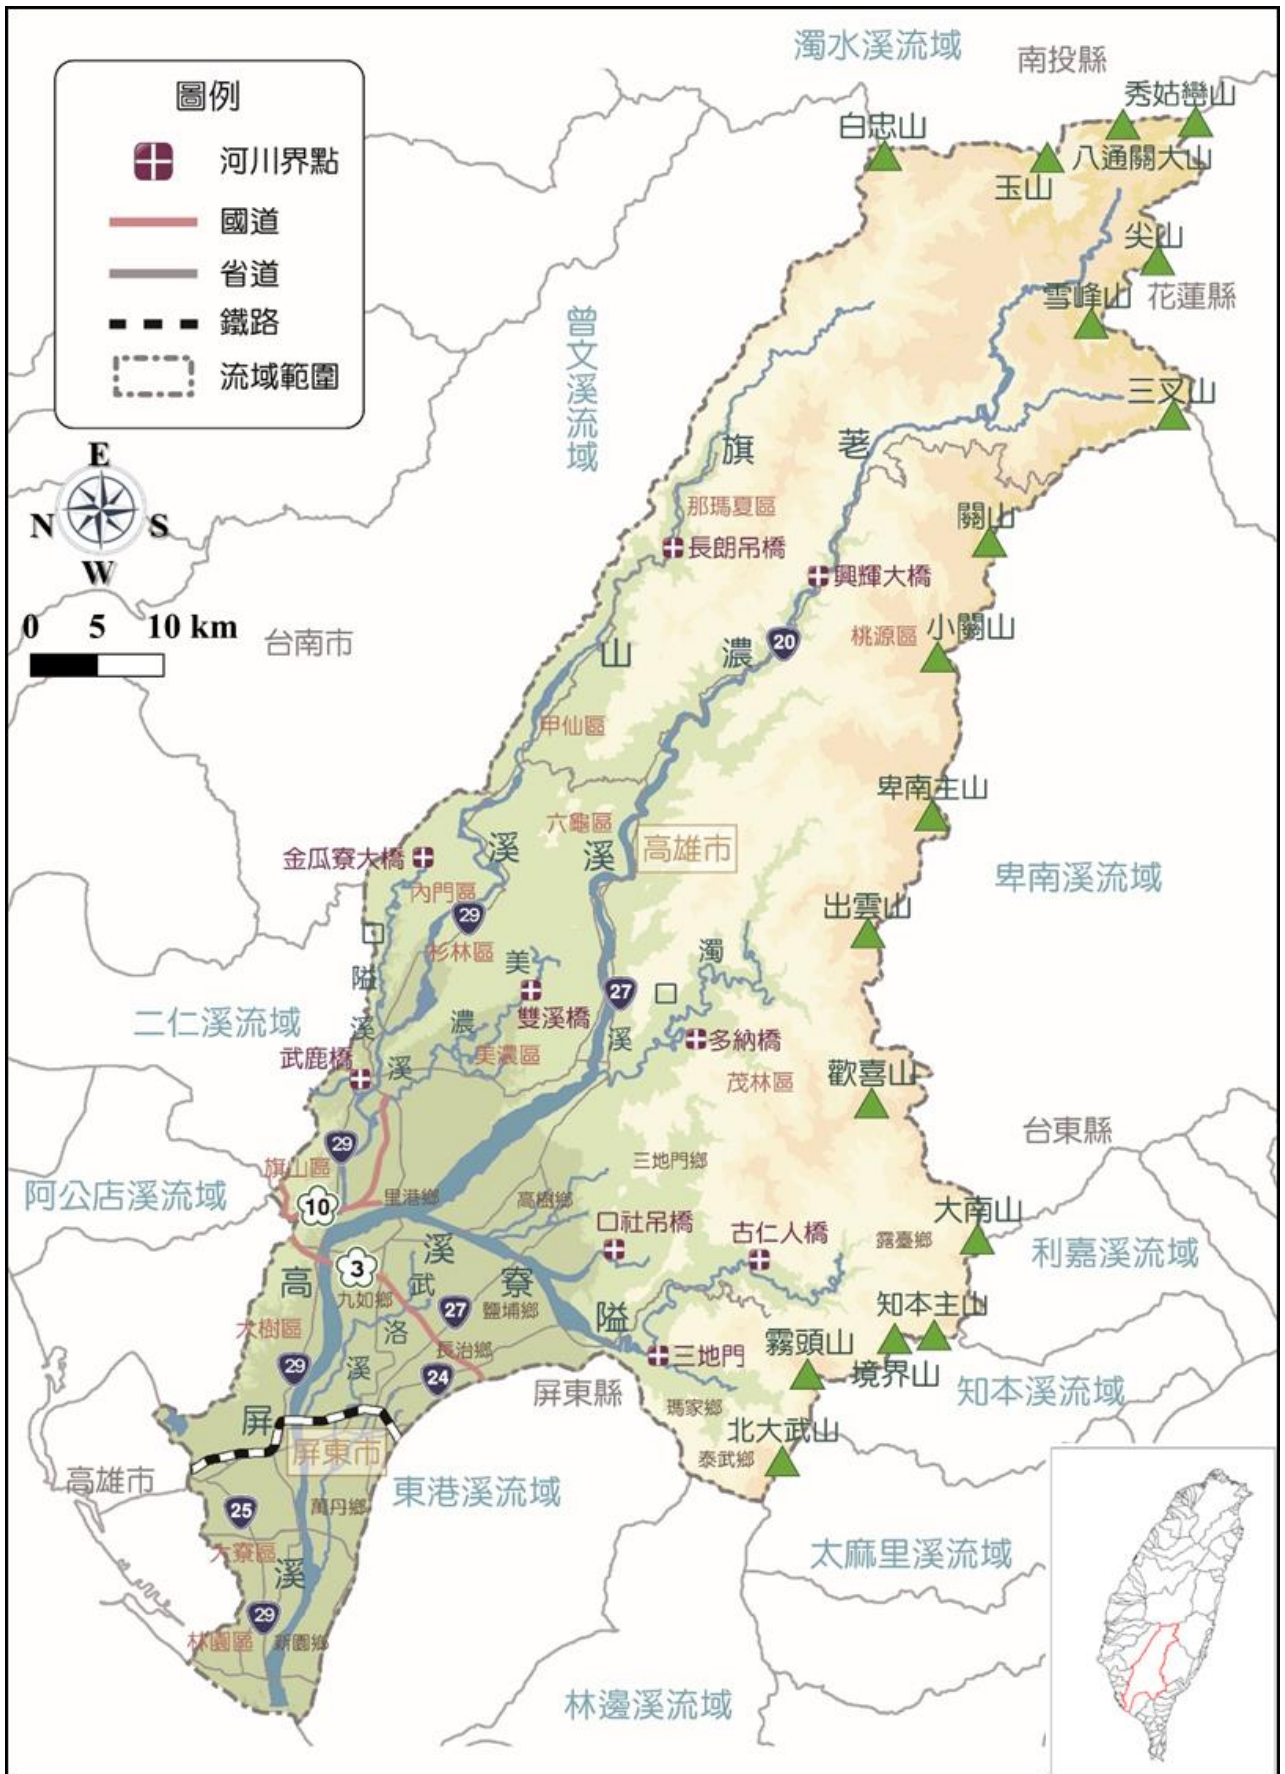 濁水溪流域
南投縣
秀姑巒山
白忠山
八通關大山
玉山
圖例
河川界點
國道
省道
鐵路
流域範圍
尖山
雪峰山
花蓮縣
曾文溪流域
三叉山
旗
荖
E
N
S
W
那瑪夏區
關山
長朗吊橋
興輝大橋
0 5 10 km
台南市
20
桃源區
小關山
山
濃
甲仙區
卑南主山
六龜區
溪
溪
高雄市
金瓜寮大橋
內門區
卑南溪流域
29
出雲山
口
杉林區
美
濁
隘
27
口
雙溪橋
二仁溪流域
溪
濃
溪
多納橋
武鹿橋
溪
美濃區
茂林區
歡喜山
台東縣
29
旗山區
三地門鄉
阿公店溪流域
10
里港鄉
高樹鄉
大南山
口社吊橋
古仁人橋
露臺鄉
利嘉溪流域
溪
3
高
武
寮
九如鄉
27
鹽埔鄉
知本主山
大樹區
洛
隘
霧頭山
29
溪
長治鄉
三地門
境界山
24
屏東縣
知本溪流域
屏
瑪家鄉
北大武山
屏東市
泰武鄉
高雄市
東港溪流域
25
萬丹鄉
大寮區
溪
太麻里溪流域
29
林園區
新園鄉
林邊溪流域